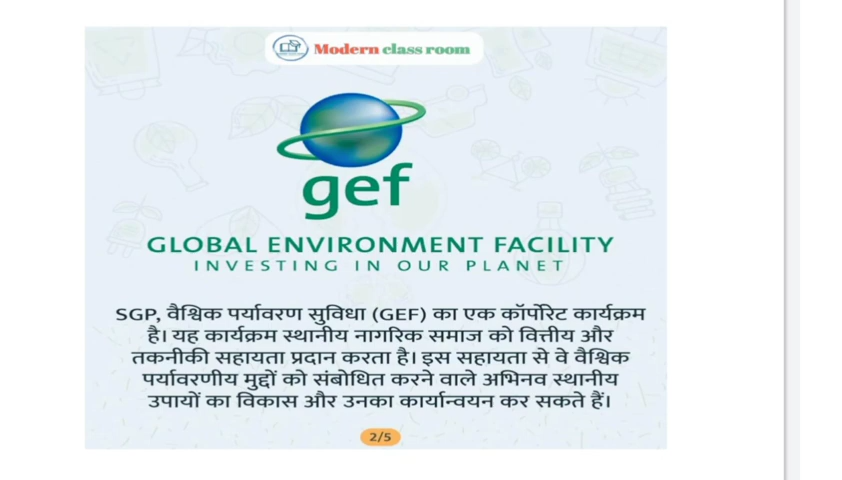 Modern class room
gef
GLOBAL ENVIRONMENT FACILITY
INVESTING IN OUR PLANET
SGP, वैश्विक पर्यावरण सुविधा (GEF) का एक कॉर्पोरेट कार्यक्रम
है। यह कार्यक्रम स्थानीय नागरिक समाज को वित्तीय और
तकनीकी सहायता प्रदान करता है। इस सहायता से वे वैश्विक
पर्यावरणीय मुद्दों को संबोधित करने वाले अभिनव स्थानीय
उपायों का विकास और उनका कार्यान्वयन कर सकते हैं।
2/5